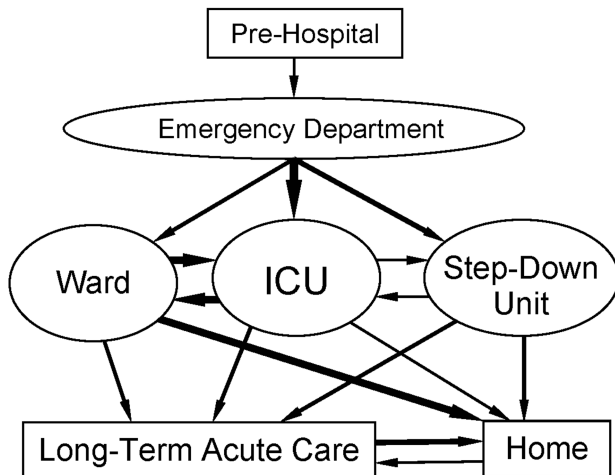 Pre-Hospital
Emergency Department
Ward
ICU
Step-Down
Unit
Long-Term Acute Care
Home